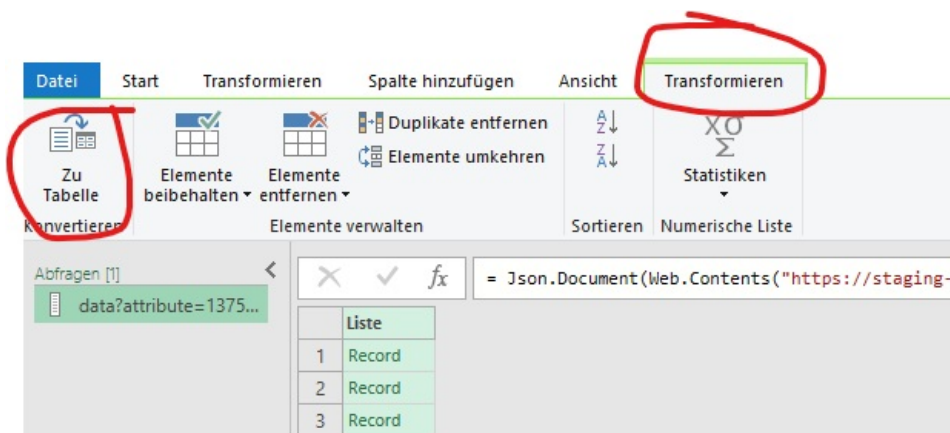 Datei Start Transformieren Spalte hinzufügen Ansicht Transformieren
Zu
Tabelle
Konvertieren
Elemente
beibehalten
Elemente
entfernen
Duplikate entfernen
Elemente umkehren
Elemente verwalten
A
Z
Z
A
Sortieren
XO
Σ
Statistiken
Numerische Liste
Abfragen [1]
data?attribute=1375...
fx = Json.Document(Web.Contents("https://staging-
Liste
1 Record
2 Record
3 Record